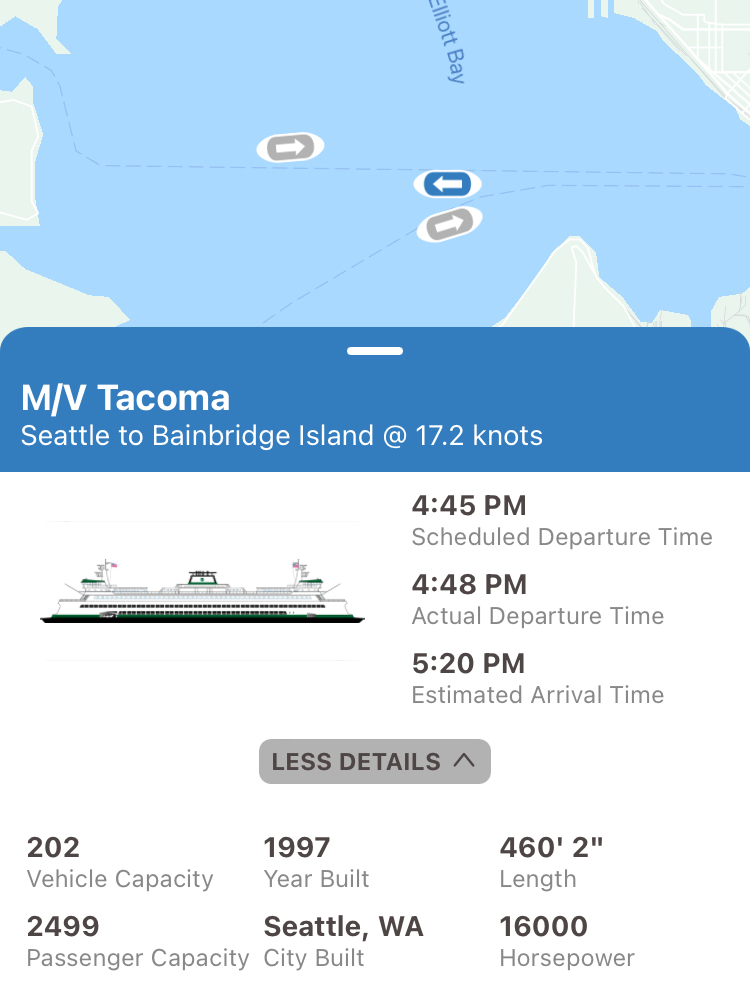 Elliott Bay
M/V Tacoma
Seattle to Bainbridge Island @ 17.2 knots
4:45 PM
Scheduled Departure Time
4:48 PM
Actual Departure Time
5:20 PM
Estimated Arrival Time
LESS DETAILS
202
Vehicle Capacity
1997
Year Built
460' 2"
Length
2499
Passenger Capacity
Seattle, WA
City Built
16000
Horsepower